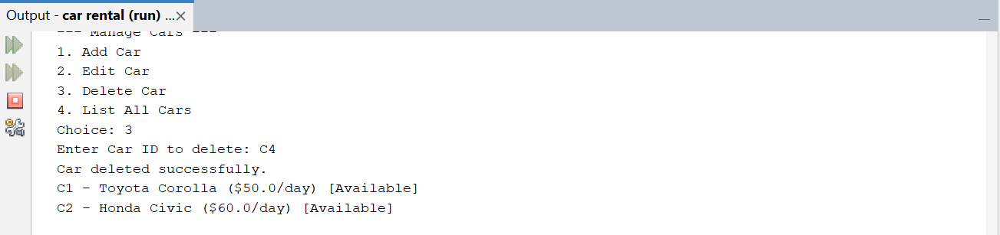 Output - car rental (run) ...
--- Manage Cars ---
1. Add Car
2. Edit Car
3. Delete Car
4. List All Cars
Choice: 3
Enter Car ID to delete: C4
Car deleted successfully.
C1 - Toyota Corolla ($50.0/day) [Available]
C2 - Honda Civic ($60.0/day) [Available]